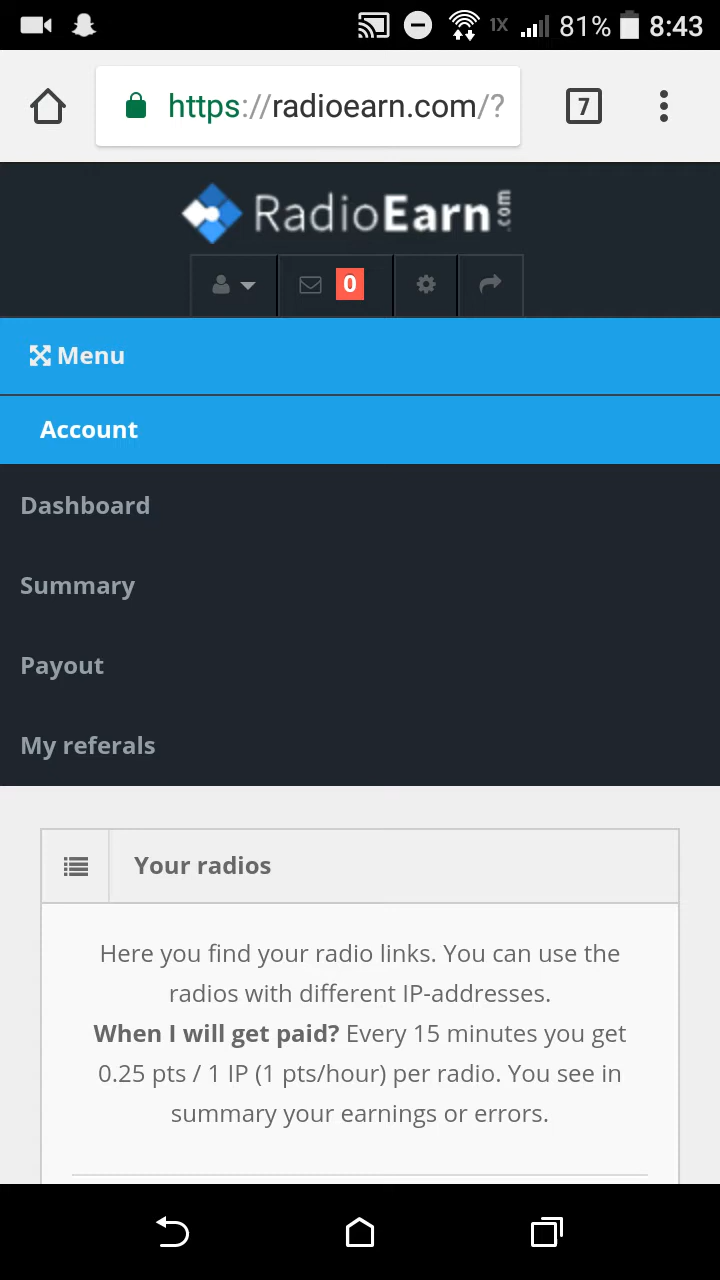 1X 81% 8:43
https://radioearn.com/? 7
RadioEarn.com
0
Menu
Account
Dashboard
Summary
Payout
My referals
Your radios
Here you find your radio links. You can use the
radios with different IP-addresses.
When I will get paid? Every 15 minutes you get
0.25 pts / 1 IP (1 pts/hour) per radio. You see in
summary your earnings or errors.